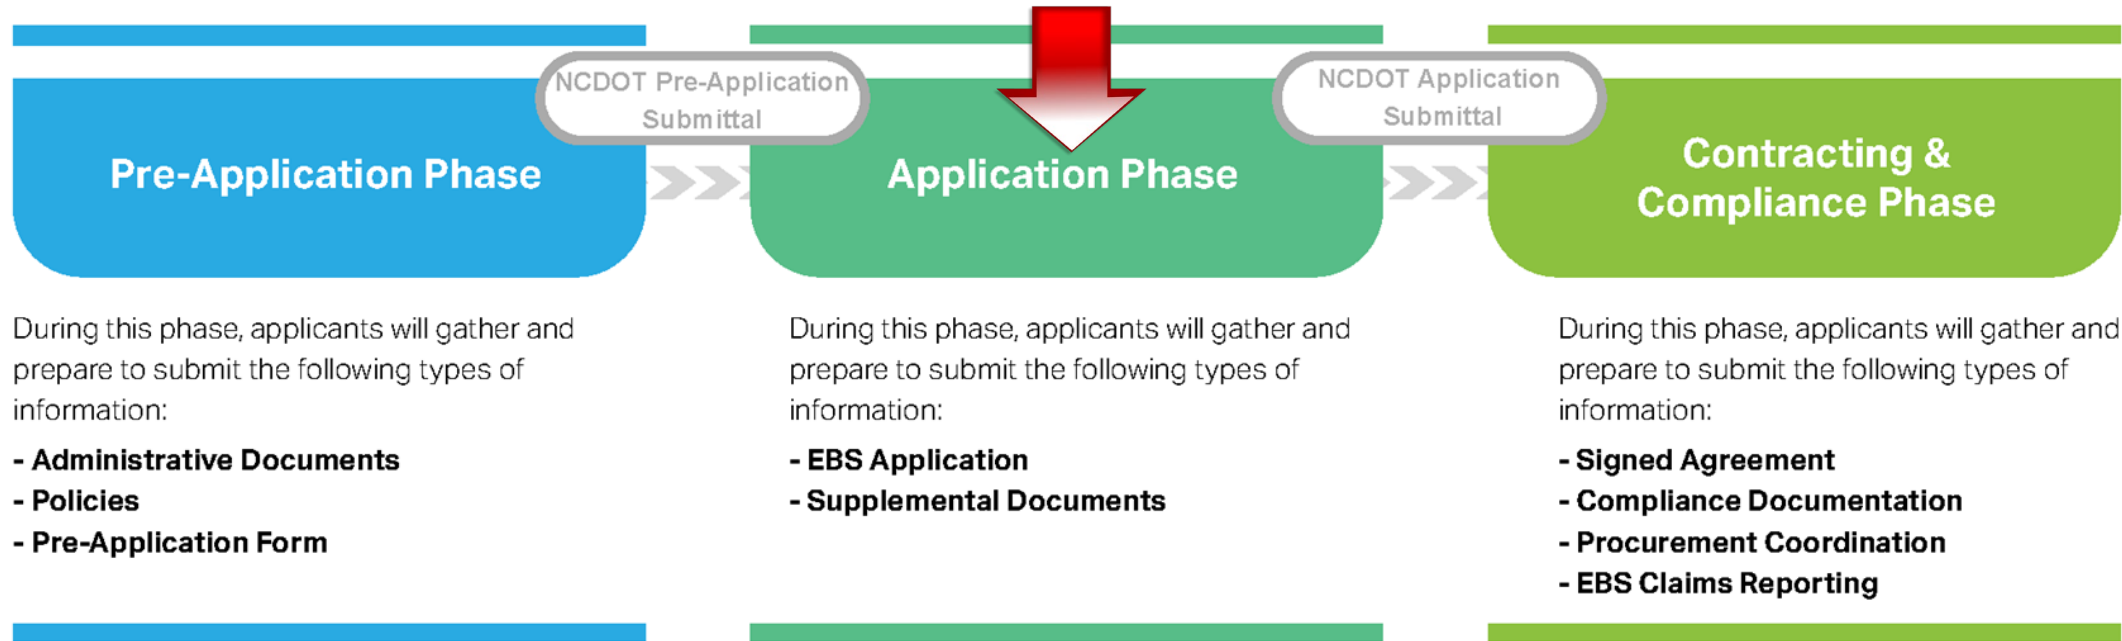 NCDOT Pre-Application
Submittal
NCDOT Application
Submittal
Pre-Application Phase
Application Phase
Contracting &
Compliance Phase
During this phase, applicants will gather and
prepare to submit the following types of
information:
- Administrative Documents
- Policies
- Pre-Application Form
During this phase, applicants will gather and
prepare to submit the following types of
information:
- EBS Application
- Supplemental Documents
During this phase, applicants will gather and
prepare to submit the following types of
information:
- Signed Agreement
- Compliance Documentation
- Procurement Coordination
- EBS Claims Reporting